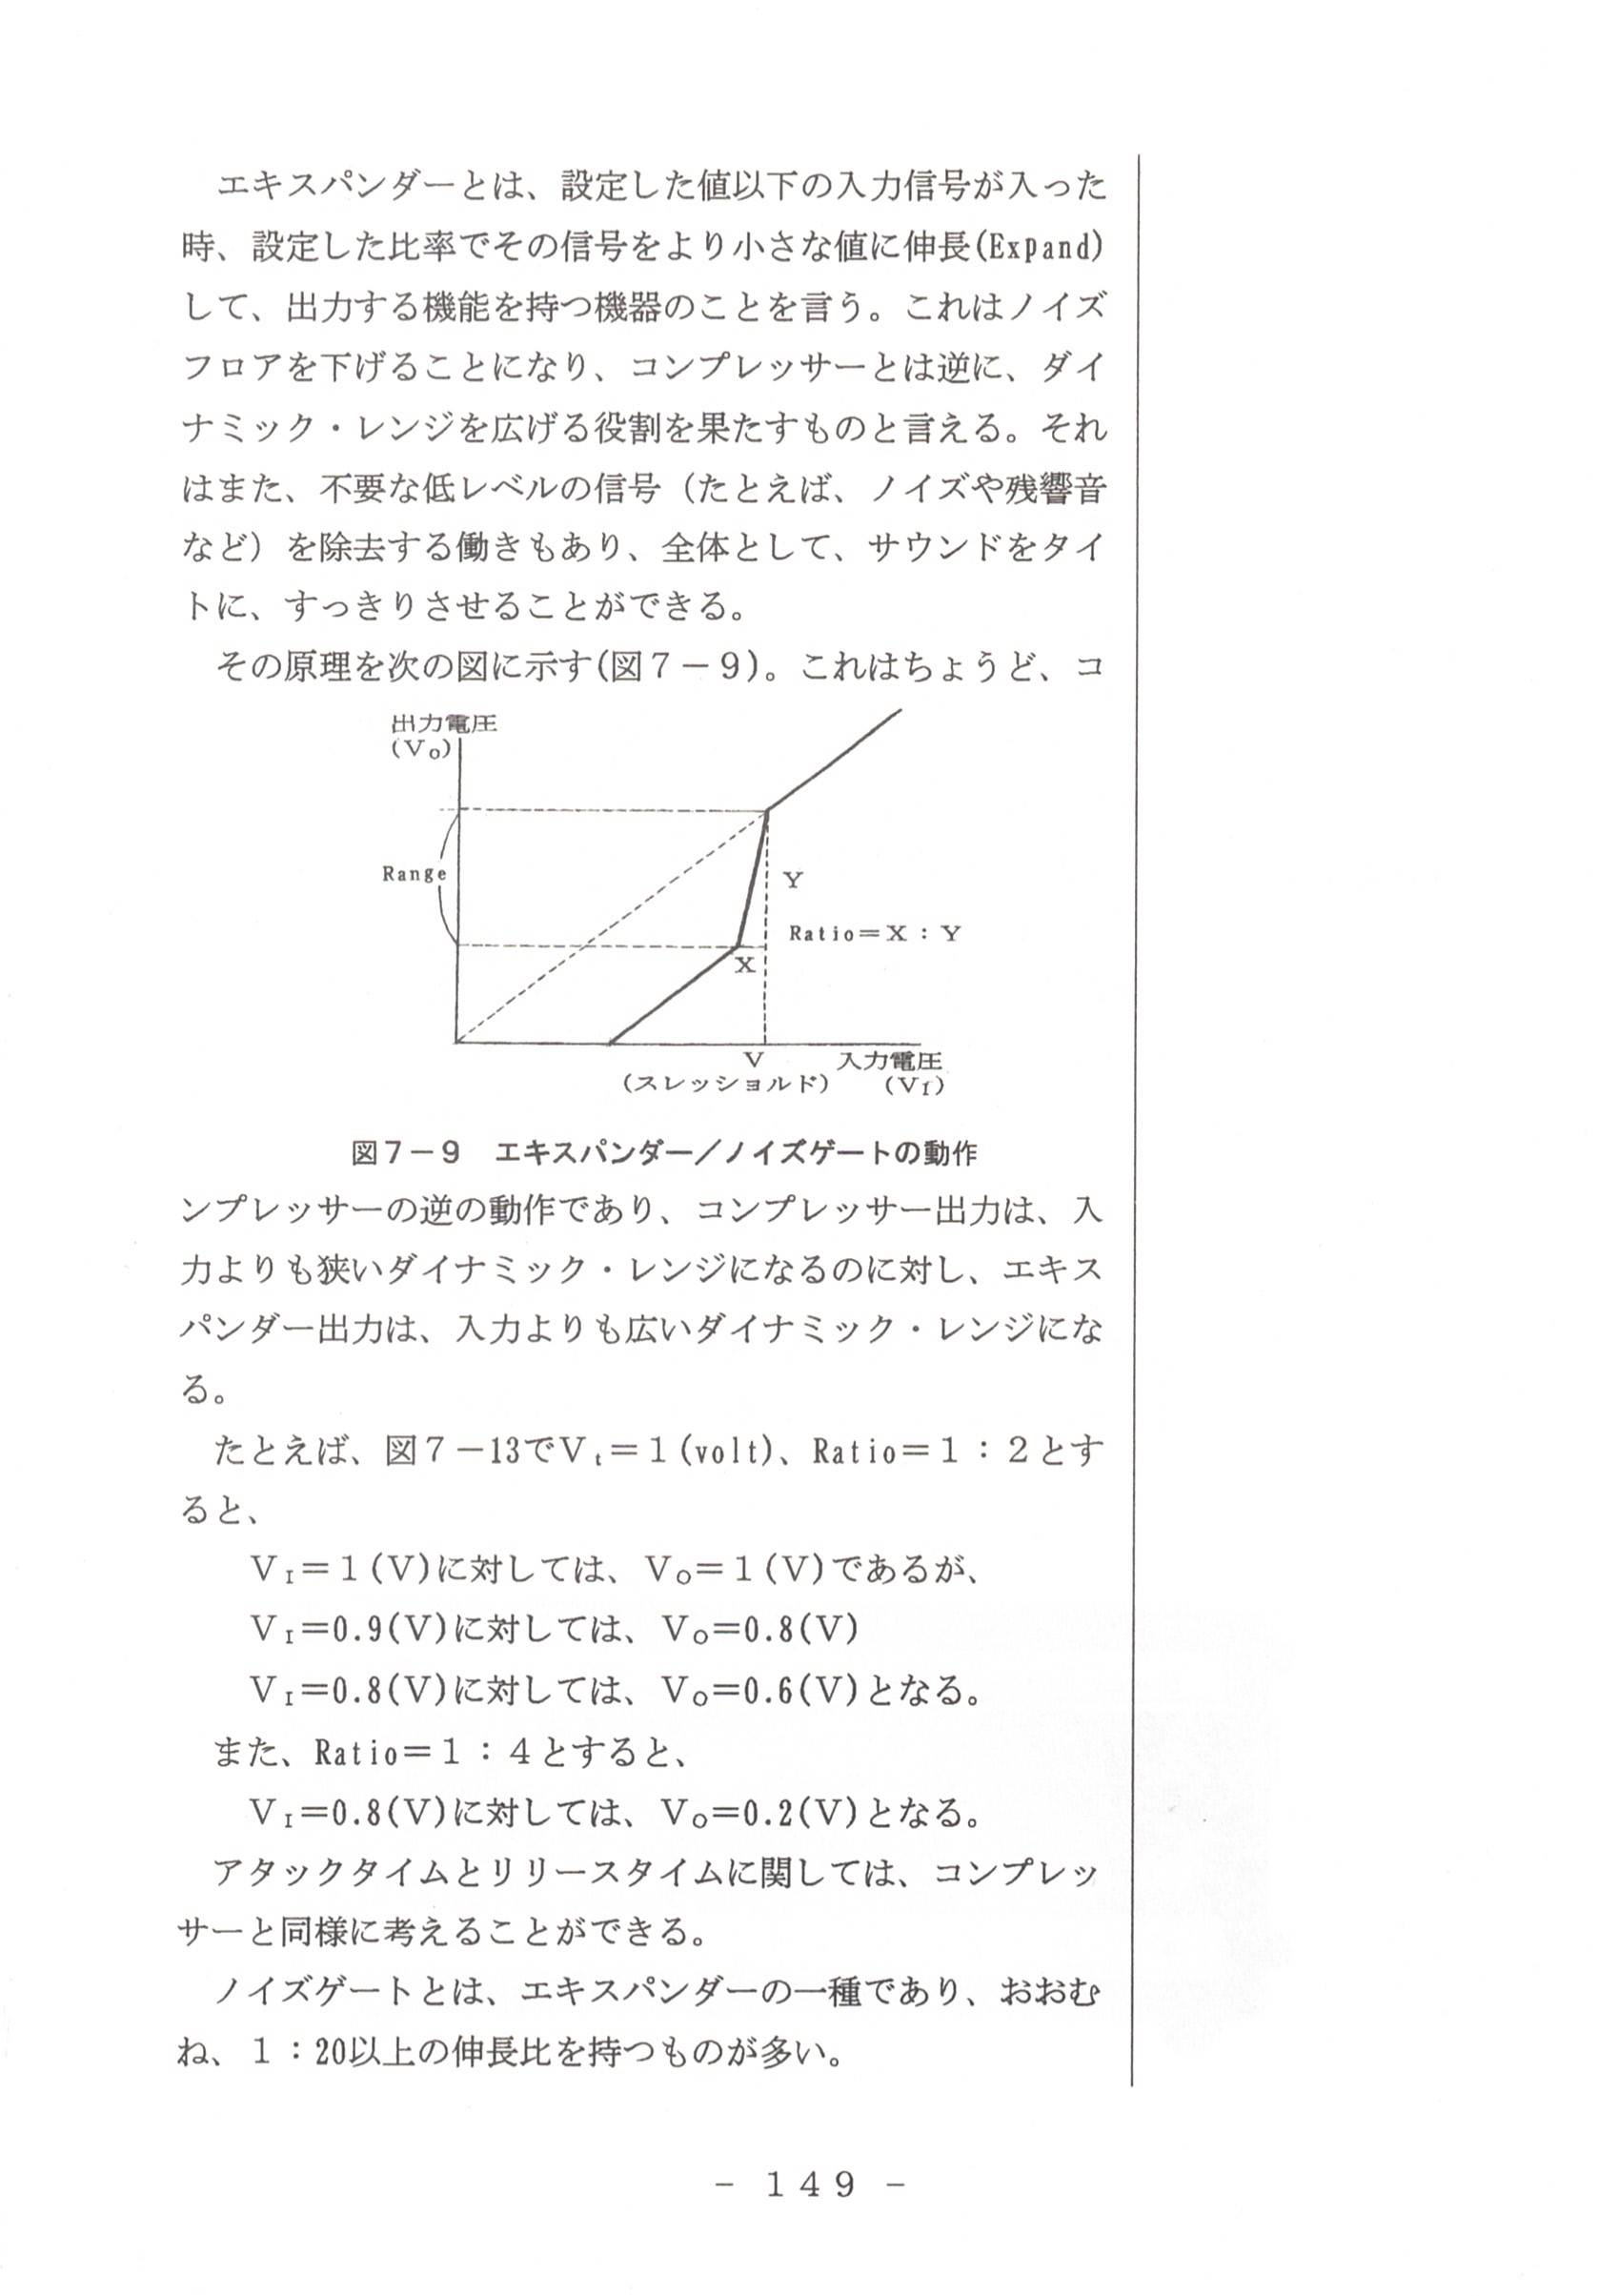 エキスパンダーとは、設定した値以下の入力信号が入った
時、設定した比率でその信号をより小さな値に伸長(Expand)
して、出力する機能を持つ機器のことを言う。これはノイズ
フロアを下げることになり、コンプレッサーとは逆に、ダイ
ナミック・レンジを広げる役割を果たすものと言える。それ
はまた、不要な低レベルの信号（たとえば、ノイズや残響音
など）を除去する働きもあり、全体として、サウンドをタイ
トに、すっきりさせることができる。
その原理を次の図に示す(図７－９)。これはちょうど、コ
出力電圧
(Vo)
Range
Y
Ratio＝X：Y
X
V
入力電圧
(スレッショルド)
(VI)
図７－９　エキスパンダー／ノイズゲートの動作
ンプレッサーの逆の動作であり、コンプレッサー出力は、入
力よりも狭いダイナミック・レンジになるのに対し、エキス
パンダー出力は、入力よりも広いダイナミック・レンジにな
る。
たとえば、図７－13でVt＝１(volt)、Ratio＝１：２とす
ると、
VI＝１(V)に対しては、VO＝１(V)であるが、
VI＝0.9(V)に対しては、VO＝0.8(V)
VI＝0.8(V)に対しては、VO＝0.6(V)となる。
また、Ratio＝１：４とすると、
VI＝0.8(V)に対しては、VO＝0.2(V)となる。
アタックタイムとリリースタイムに関しては、コンプレッ
サーと同様に考えることができる。
ノイズゲートとは、エキスパンダーの一種であり、おおむ
ね、１：20以上の伸長比を持つものが多い。
－ 149 －